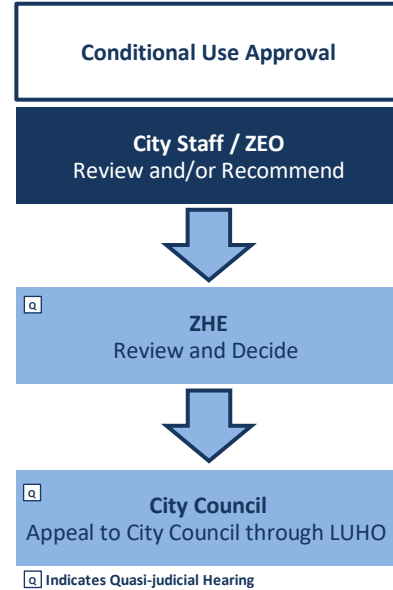 Conditional Use Approval
City Staff / ZEO
Review and/or Recommend
Q
ZHE
Review and Decide
Q
City Council
Appeal to City Council through LUHO
Q Indicates Quasi-judicial Hearing